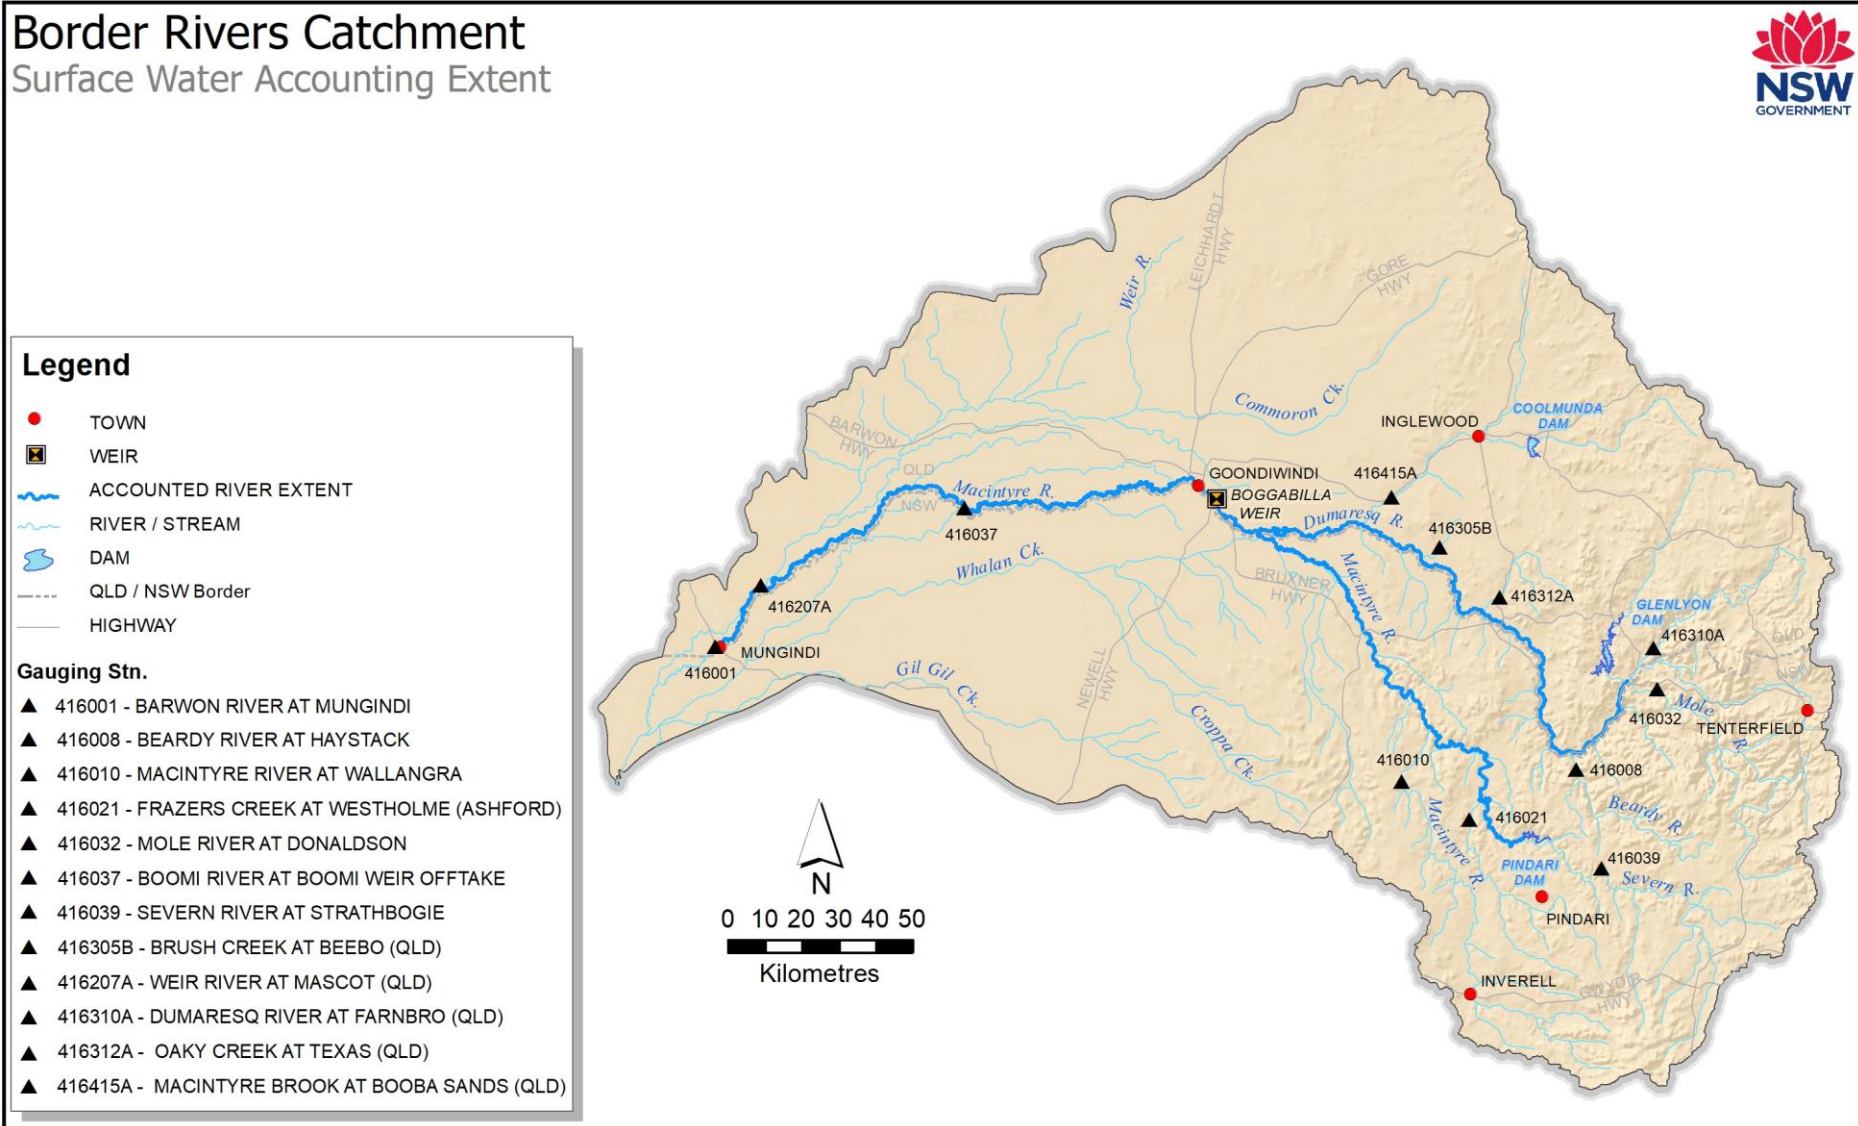 Border Rivers Catchment
Surface Water Accounting Extent
NSW
GOVERNMENT
Legend
TOWN
WEIR
ACCOUNTED RIVER EXTENT
RIVER / STREAM
DAM
QLD / NSW Border
HIGHWAY
Gauging Stn.
416001 - BARWON RIVER AT MUNGINDI
416008 - BEARDY RIVER AT HAYSTACK
416010 - MACINTYRE RIVER AT WALLANGRA
416021 - FRAZERS CREEK AT WESTHOLME (ASHFORD)
416032 - MOLE RIVER AT DONALDSON
416037 - BOOMI RIVER AT BOOMI WEIR OFFTAKE
416039 - SEVERN RIVER AT STRATHBOGIE
416305B - BRUSH CREEK AT BEEBO (QLD)
416207A - WEIR RIVER AT MASCOT (QLD)
416310A - DUMARESQ RIVER AT FARNBRO (QLD)
416312A - OAKY CREEK AT TEXAS (QLD)
416415A - MACINTYRE BROOK AT BOOBA SANDS (QLD)
LEICHHARDT
HWY
Weir R.
GORE
HWY
Commoron Ck.
INGLEWOOD
COOLMUNDA
DAM
BARWON
HWY
QLD
NSW
Macintyre R.
416037
GOONDIWINDI
BOGGABILLA
WEIR
416415A
Dumaresq R.
416305B
Whalan Ck.
BRUXNER
HWY
Macintyre R.
416312A
GLENLYON
DAM
416310A
QLD
NSW
416207A
MUNGINDI
416001
Gil Gil Ck.
NEWELL
HWY
Croppa Ck.
416032
Mole R.
TENTERFIELD
416010
416008
Macintyre R.
416021
Beardy R.
PINDARI
DAM
416039
Severn R.
PINDARI
INVERELL
GWYDIR
HWY
N
0 10 20 30 40 50
Kilometres